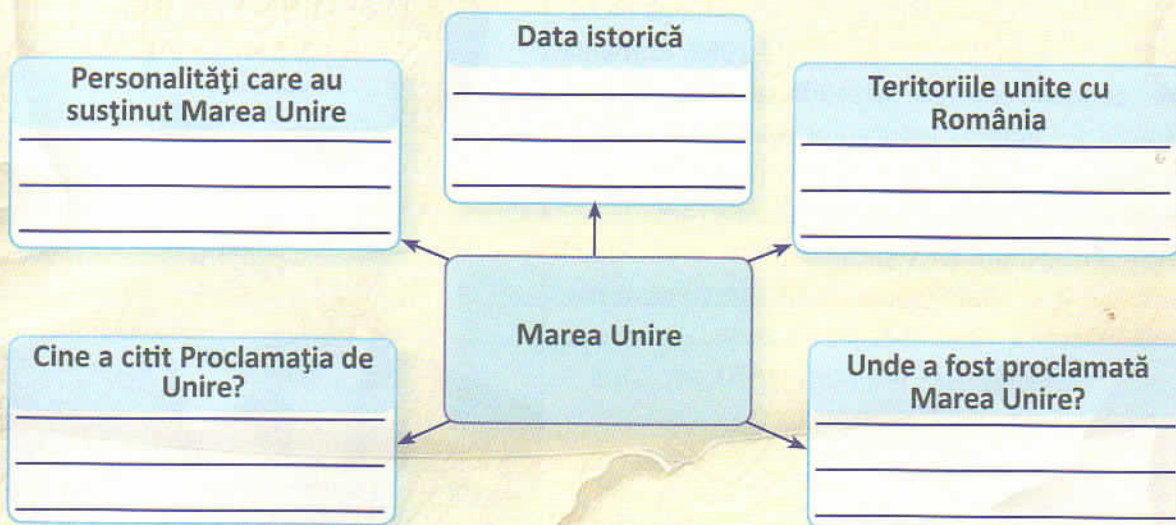 Data istorică
Personalităţi care au
susţinut Marea Unire
Teritoriile unite cu
România
Marea Unire
Cine a citit Proclamaţia de
Unire?
Unde a fost proclamată
Marea Unire?